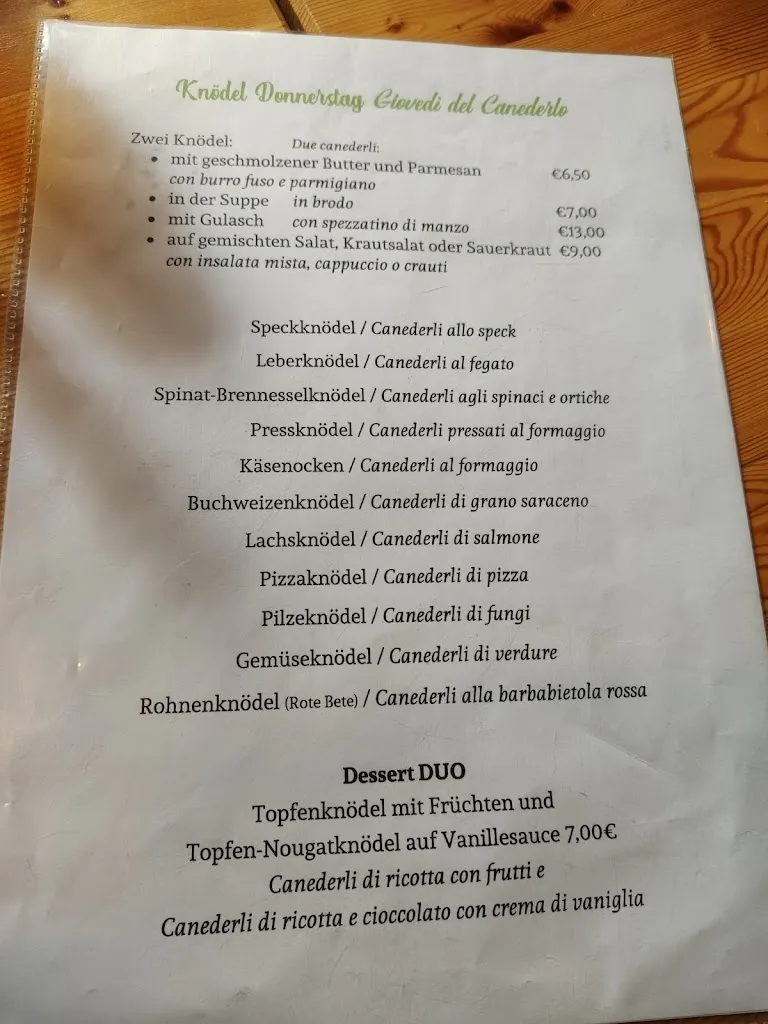 Knödel Donnerstag Giovedi del Canederlo
Zwei Knödel: Due canederli:
• mit geschmolzener Butter und Parmesan €6,50
con burro fuso e parmigiano
• in der Suppe in brodo €7,00
• mit Gulasch con spezzatino di manzo €13,00
• auf gemischten Salat, Krautsalat oder Sauerkraut €9,00
con insalata mista, cappuccio o crauti
Speckknödel / Canederli allo speck
Leberknödel / Canederli al fegato
Spinat-Brennesselknödel / Canederli agli spinaci e ortiche
Pressknödel / Canederli pressati al formaggio
Käsenocken / Canederli al formaggio
Buchweizenknödel / Canederli di grano saraceno
Lachsknödel / Canederli di salmone
Pizzaknödel / Canederli di pizza
Pilzeknödel / Canederli di fungi
Gemüseknödel / Canederli di verdure
Rohnenknödel (Rote Bete) / Canederli alla barbabietola rossa
Dessert DUO
Topfenknödel mit Früchten und
Topfen-Nougatknödel auf Vanillesauce 7,00€
Canederli di ricotta con frutti e
Canederli di ricotta e cioccolato con crema di vaniglia